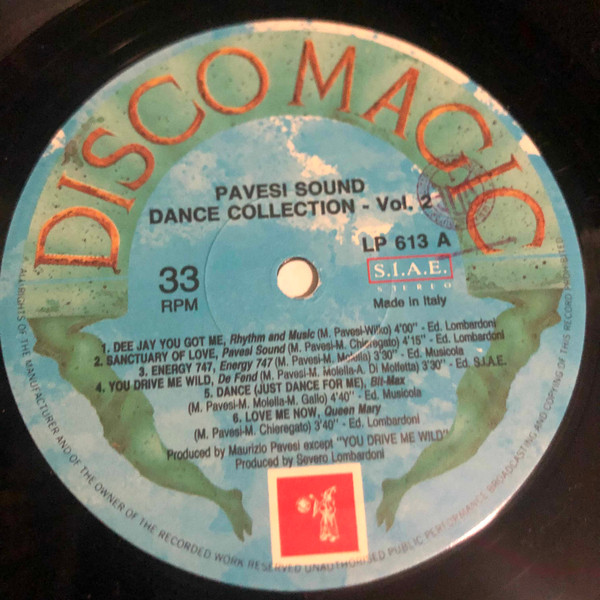 DISCO MAGIC
PAVESI SOUND
DANCE COLLECTION - Vol. 2
LP 613 A
33
RPM
S.I.A.E.
STEREO
Made in Italy
1. DEE JAY YOU GOT ME, Rhythm and Music (M. Pavesi-Wirko) 4'00" - Ed. Lombardoni
2. SANCTUARY OF LOVE, Pavesi Sound (M. Pavesi-M. Chieregato) 4'15" - Ed. Lombardoni
3. ENERGY 747, Energy 747 (M. Pavesi-M. Molella) 3'30" - Ed. Musicola
4. YOU DRIVE ME WILD, De Fend (M. Pavesi-M. Molella-A. Di Molfetta) 3'30" - Ed. S.I.A.E.
5. DANCE (JUST DANCE FOR ME), Bit-Max
(M. Pavesi-M. Molella-M. Gallo) 4'40" - Ed. Musicola
6. LOVE ME NOW, Queen Mary
(M. Pavesi-M. Chieregato) 3'40" - Ed. Lombardoni
Produced by Maurizio Pavesi except "YOU DRIVE ME WILD"
Produced by Severo Lombardoni
ALL RIGHTS OF THE MANUFACTURER AND OF THE OWNER OF THE RECORDED WORK RESERVED UNAUTHORISED PUBLIC PERFORMANCE BROADCASTING AND COPYING OF THIS RECORD PROHIBITED